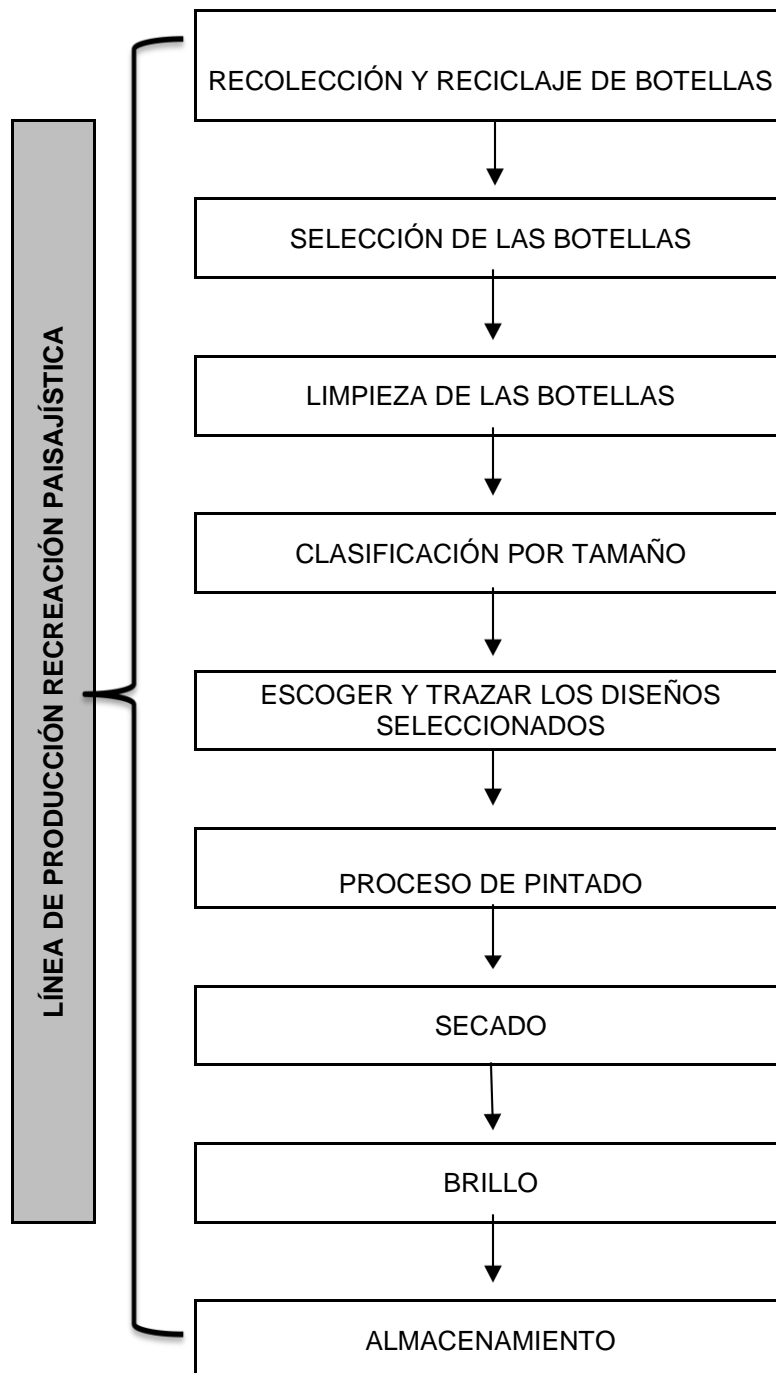 LÍNEA DE PRODUCCIÓN RECREACIÓN PAISAJÍSTICA
RECOLECCIÓN Y RECICLAJE DE BOTELLAS
SELECCIÓN DE LAS BOTELLAS
LIMPIEZA DE LAS BOTELLAS
CLASIFICACIÓN POR TAMAÑO
ESCOGER Y TRAZAR LOS DISEÑOS
SELECCIONADOS
PROCESO DE PINTADO
SECADO
BRILLO
ALMACENAMIENTO